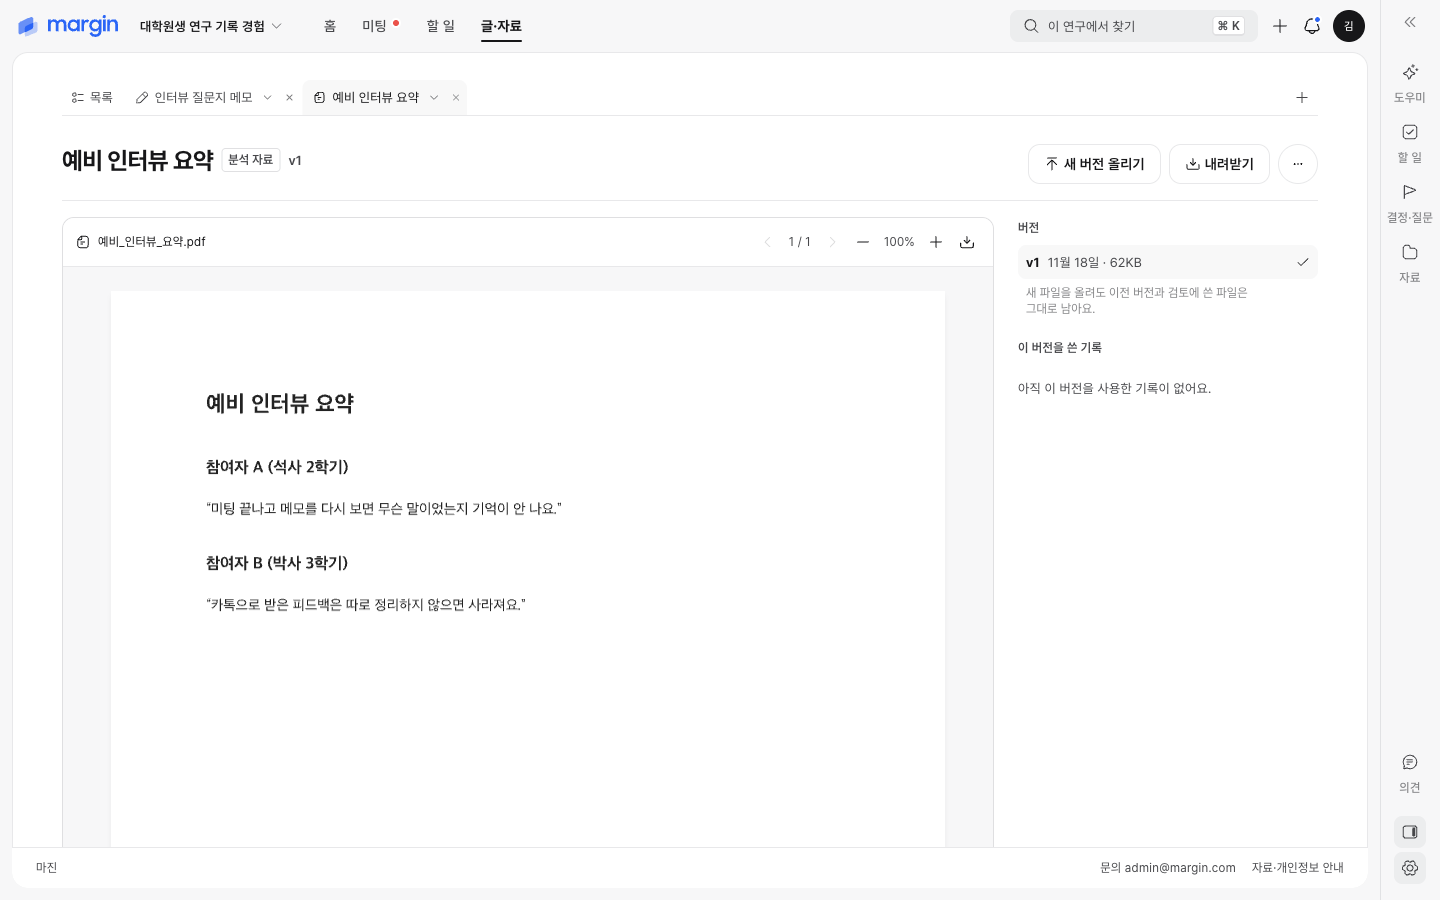 margin
대학원생 연구 기록 경험
홈
미팅
할 일
글·자료
이 연구에서 찾기
⌘ K
김
목록
인터뷰 질문지 메모
예비 인터뷰 요약
예비 인터뷰 요약
분석 자료
v1
새 버전 올리기
내려받기
예비_인터뷰_요약.pdf
1 / 1
100%
예비 인터뷰 요약
참여자 A (석사 2학기)
“미팅 끝나고 메모를 다시 보면 무슨 말이었는지 기억이 안 나요.”
참여자 B (박사 3학기)
“카톡으로 받은 피드백은 따로 정리하지 않으면 사라져요.”
버전
v1 11월 18일 · 62KB
새 파일을 올려도 이전 버전과 검토에 쓴 파일은
그대로 남아요.
이 버전을 쓴 기록
아직 이 버전을 사용한 기록이 없어요.
도우미
할 일
결정·질문
자료
의견
마진
문의 admin@margin.com
자료·개인정보 안내